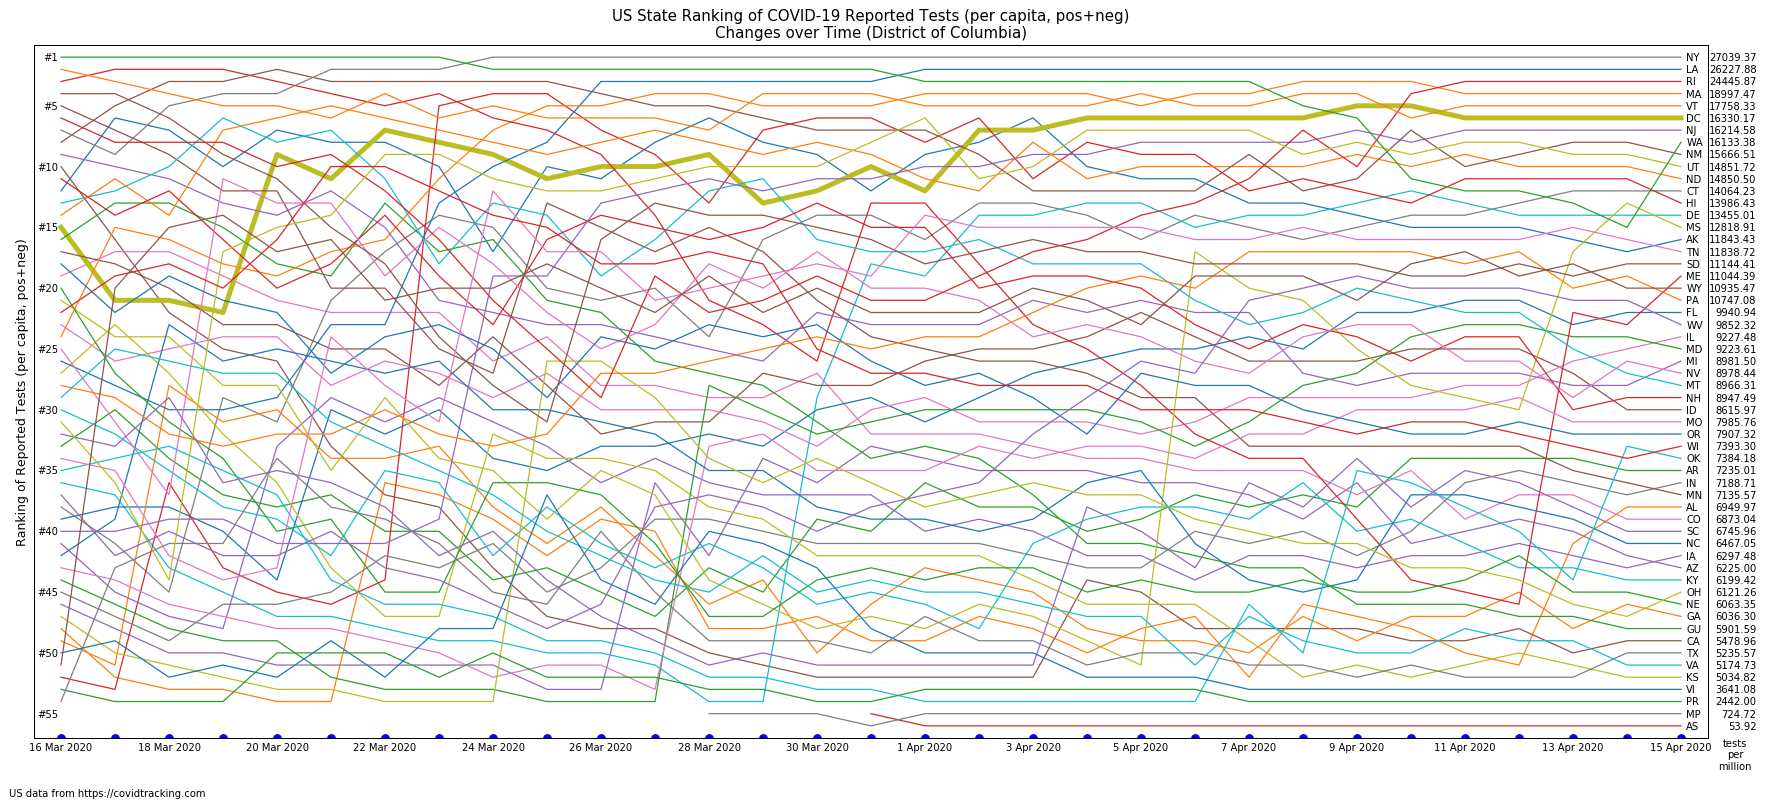 US State Ranking of COVID-19 Reported Tests (per capita, pos+neg)
Changes over Time (District of Columbia)
Ranking of Reported Tests (per capita, pos+neg)
#1
#5
#10
#15
#20
#25
#30
#35
#40
#45
#50
#55
NY 27039.37
LA 26227.88
RI 24445.87
MA 18997.47
VT 17758.33
DC 16330.17
NJ 16214.58
WA 16133.38
NM 15666.51
UT 14851.72
ND 14850.50
CT 14064.23
HI 13986.43
DE 13455.01
MS 12818.91
AK 11843.43
TN 11838.72
SD 11144.41
ME 11044.39
WY 10935.47
PA 10747.08
FL 9940.94
WV 9852.32
IL 9227.48
MD 9223.61
MI 8981.50
NV 8978.44
MT 8966.31
NH 8947.49
ID 8615.97
MO 7985.76
OR 7907.32
WI 7393.30
OK 7384.18
AR 7235.01
IN 7188.71
MN 7135.57
AL 6949.97
CO 6873.04
SC 6745.96
NC 6467.05
IA 6297.48
AZ 6225.00
KY 6199.42
OH 6121.26
NE 6063.35
GA 6036.30
GU 5901.59
CA 5478.96
TX 5235.57
VA 5174.73
KS 5034.82
VI 3641.08
PR 2442.00
MP 724.72
AS 53.92
16 Mar 2020 18 Mar 2020 20 Mar 2020 22 Mar 2020 24 Mar 2020 26 Mar 2020 28 Mar 2020 30 Mar 2020 1 Apr 2020 3 Apr 2020 5 Apr 2020 7 Apr 2020 9 Apr 2020 11 Apr 2020 13 Apr 2020 15 Apr 2020
tests
per
million
US data from https://covidtracking.com